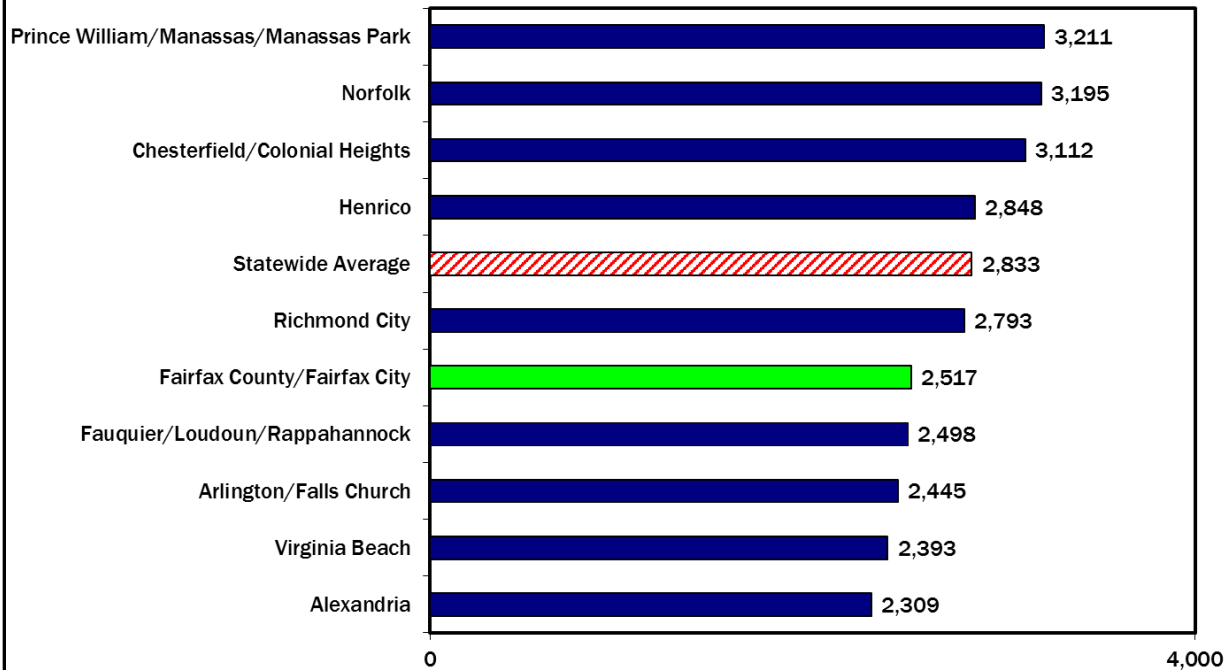 Prince William/Manassas/Manassas Park 3,211
Norfolk 3,195
Chesterfield/Colonial Heights 3,112
Henrico 2,848
Statewide Average 2,833
Richmond City 2,793
Fairfax County/Fairfax City 2,517
Fauquier/Loudoun/Rappahannock 2,498
Arlington/Falls Church 2,445
Virginia Beach 2,393
Alexandria 2,309
0 4,000